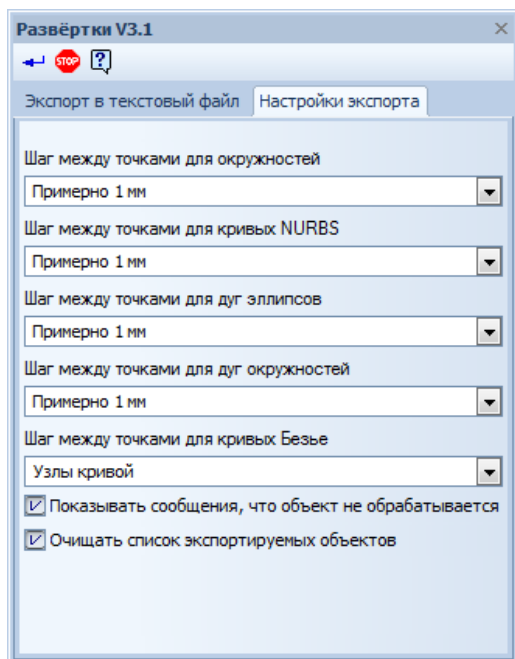 Развёртки V3.1
STOP
Экспорт в текстовый файл Настройки экспорта
Шаг между точками для окружностей
Примерно 1 мм
Шаг между точками для кривых NURBS
Примерно 1 мм
Шаг между точками для дуг эллипсов
Примерно 1 мм
Шаг между точками для дуг окружностей
Примерно 1 мм
Шаг между точками для кривых Безье
Узлы кривой
Показывать сообщения, что объект не обрабатывается
Очищать список экспортируемых объектов